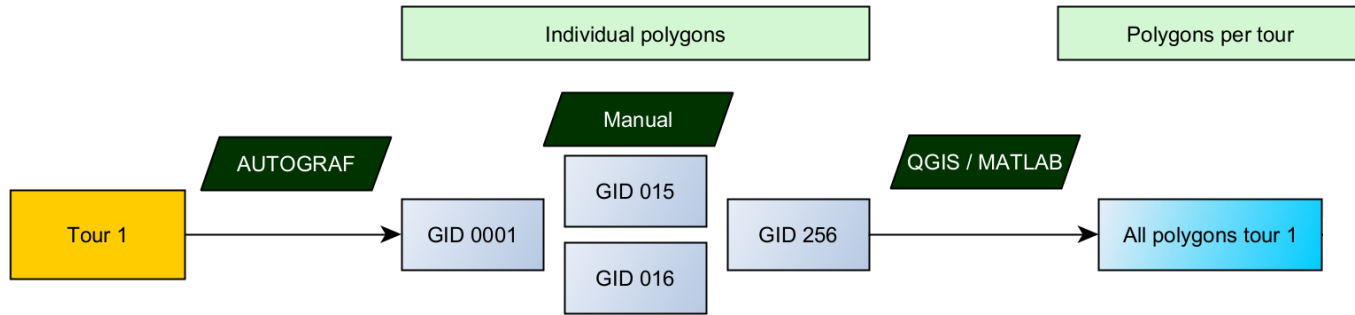 Individual polygons
Polygons per tour
Manual
AUTOGRAF
QGIS / MATLAB
Tour 1
GID 0001
GID 015
GID 016
GID 256
All polygons tour 1